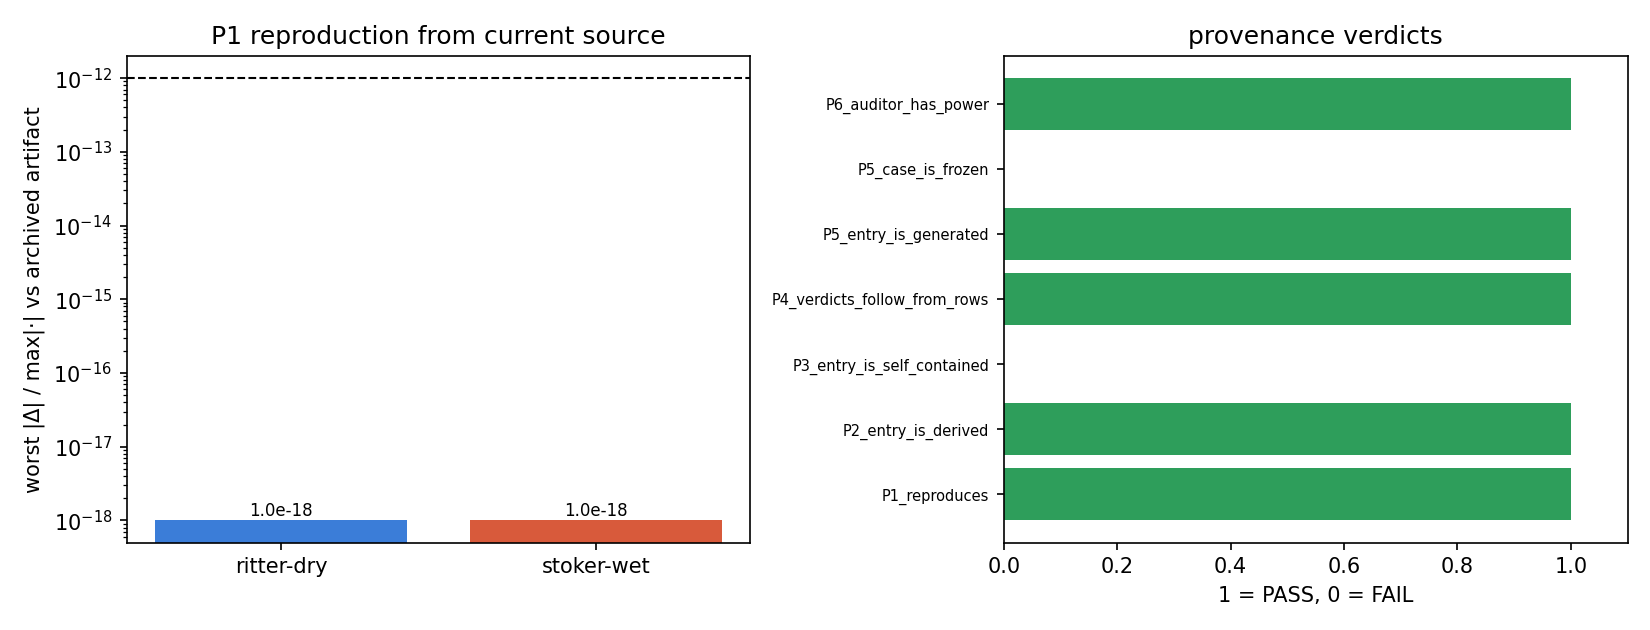 P1 reproduction from current source
worst |Δ| / max|·| vs archived artifact
10⁻¹²
10⁻¹³
10⁻¹⁴
10⁻¹⁵
10⁻¹⁶
10⁻¹⁷
10⁻¹⁸
1.0e-18
1.0e-18
ritter-dry
stoker-wet
provenance verdicts
P6_auditor_has_power
P5_case_is_frozen
P5_entry_is_generated
P4_verdicts_follow_from_rows
P3_entry_is_self_contained
P2_entry_is_derived
P1_reproduces
0.0 0.2 0.4 0.6 0.8 1.0
1 = PASS, 0 = FAIL